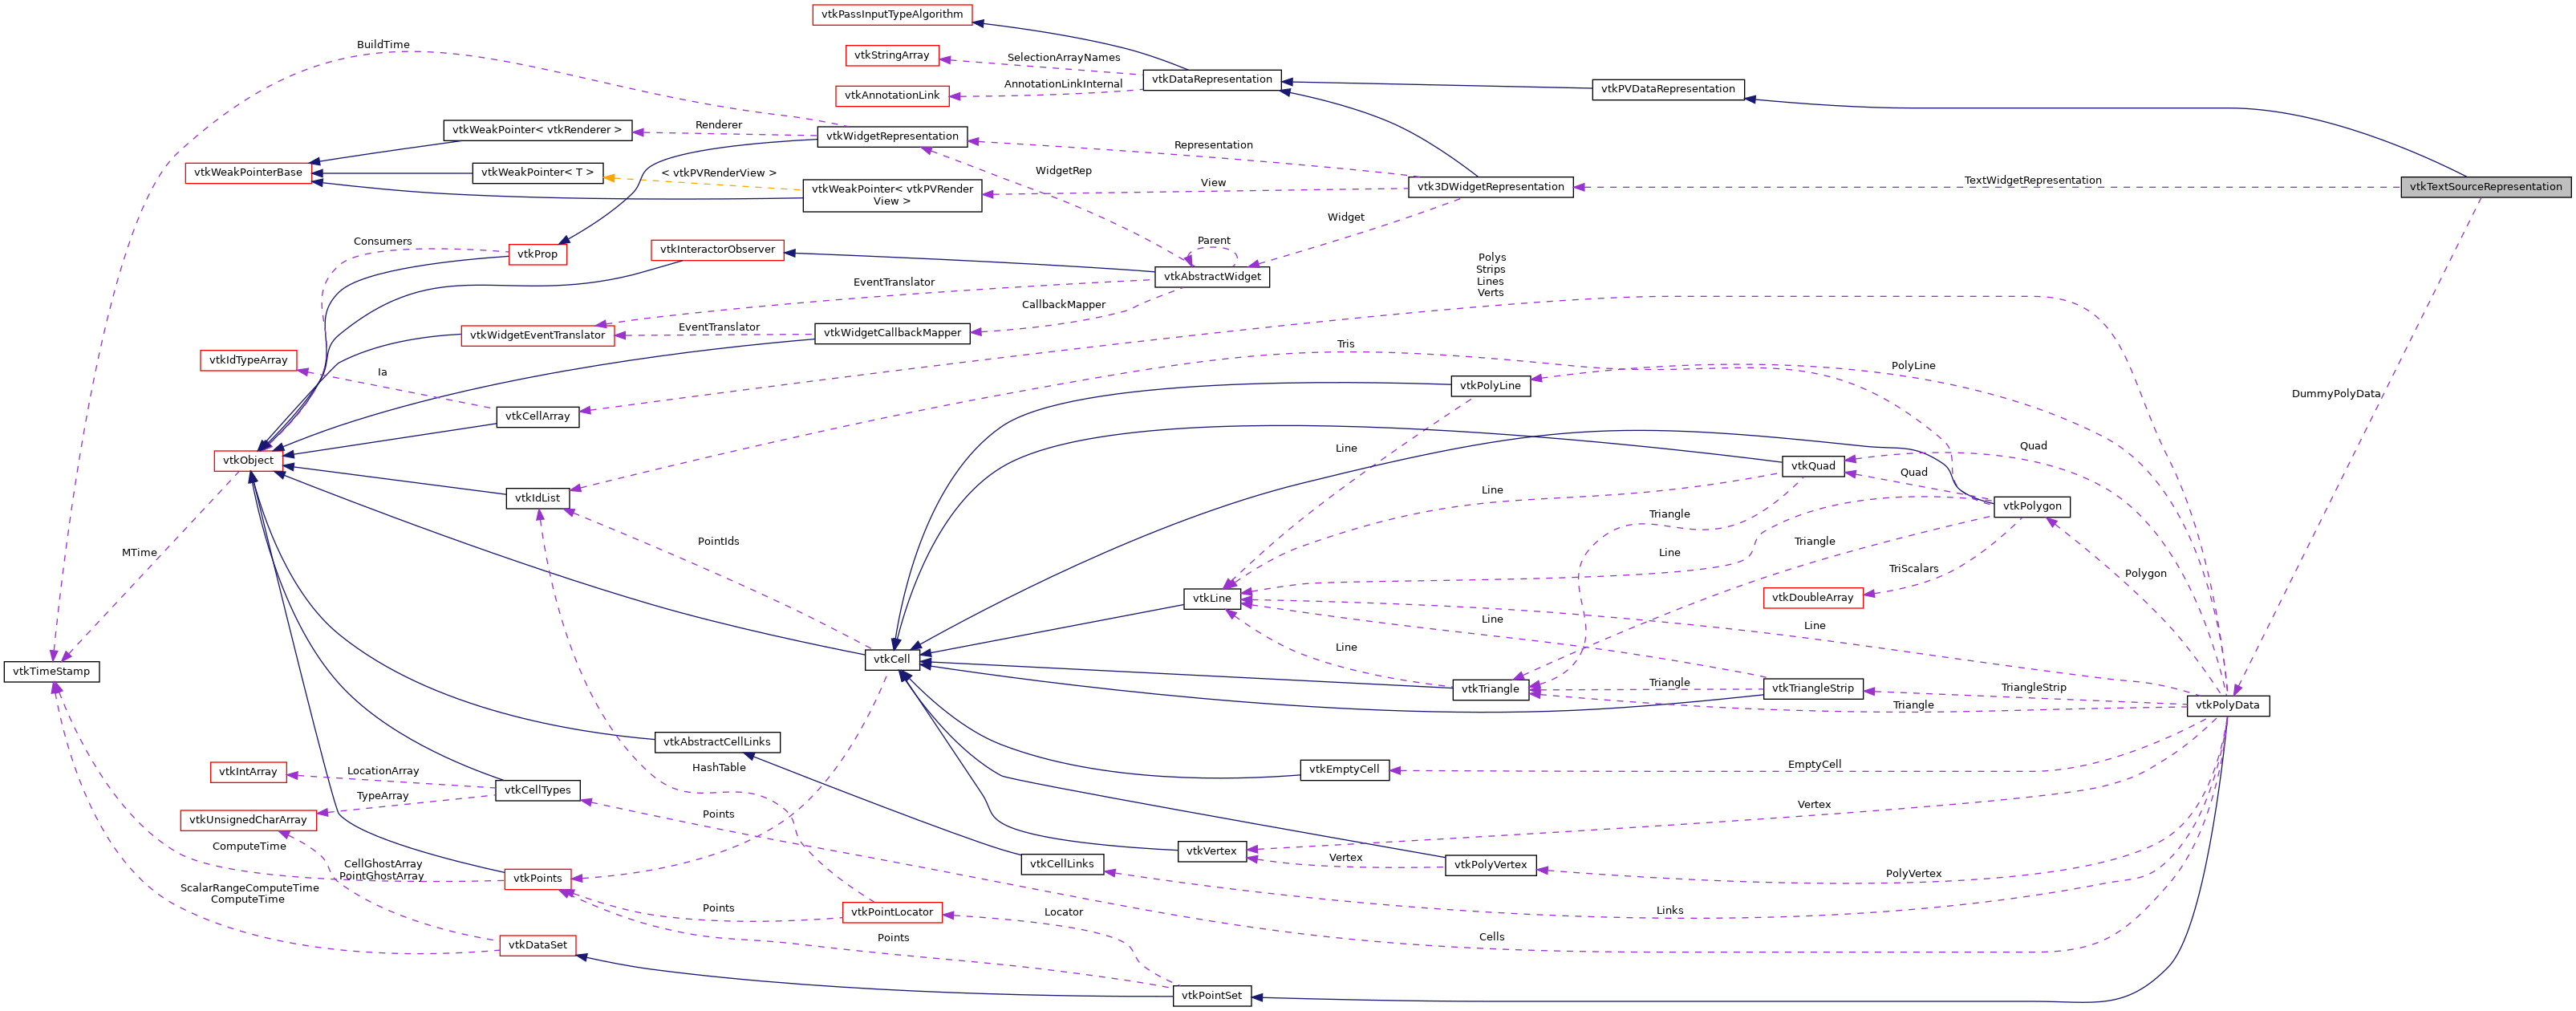 vtkPassInputTypeAlgorithm
BuildTime
vtkStringArray
SelectionArrayNames
vtkDataRepresentation
AnnotationLinkInternal
vtkAnnotationLink
vtkPVDataRepresentation
vtkWeakPointer< vtkRenderer >
Renderer
vtkWidgetRepresentation
Representation
vtkWeakPointerBase
vtkWeakPointer< T >
< vtkPVRenderView >
WidgetRep
vtkWeakPointer< vtkPVRender
View >
View
vtk3DWidgetRepresentation
TextWidgetRepresentation
vtkTextSourceRepresentation
Widget
Consumers
vtkProp
vtkInteractorObserver
Parent
vtkAbstractWidget
Polys
Strips
Lines
Verts
EventTranslator
CallbackMapper
vtkWidgetEventTranslator
EventTranslator
vtkWidgetCallbackMapper
Tris
vtkIdTypeArray
Ia
PolyLine
vtkPolyLine
DummyPolyData
vtkCellArray
Line
Quad
vtkObject
vtkQuad
Quad
vtkIdList
Line
vtkPolygon
Triangle
PointIds
Triangle
MTime
Line
TriScalars
Polygon
vtkLine
vtkDoubleArray
Line
Line
Line
vtkCell
vtkTimeStamp
vtkTriangle
Triangle
vtkTriangleStrip
TriangleStrip
Triangle
vtkPolyData
vtkAbstractCellLinks
HashTable
vtkIntArray
LocationArray
vtkEmptyCell
EmptyCell
vtkCellTypes
TypeArray
vtkUnsignedCharArray
Points
Vertex
ComputeTime
CellGhostArray
PointGhostArray
vtkVertex
Vertex
vtkPolyVertex
vtkCellLinks
PolyVertex
vtkPoints
ScalarRangeComputeTime
ComputeTime
Points
vtkPointLocator
Locator
Links
Points
Cells
vtkDataSet
vtkPointSet